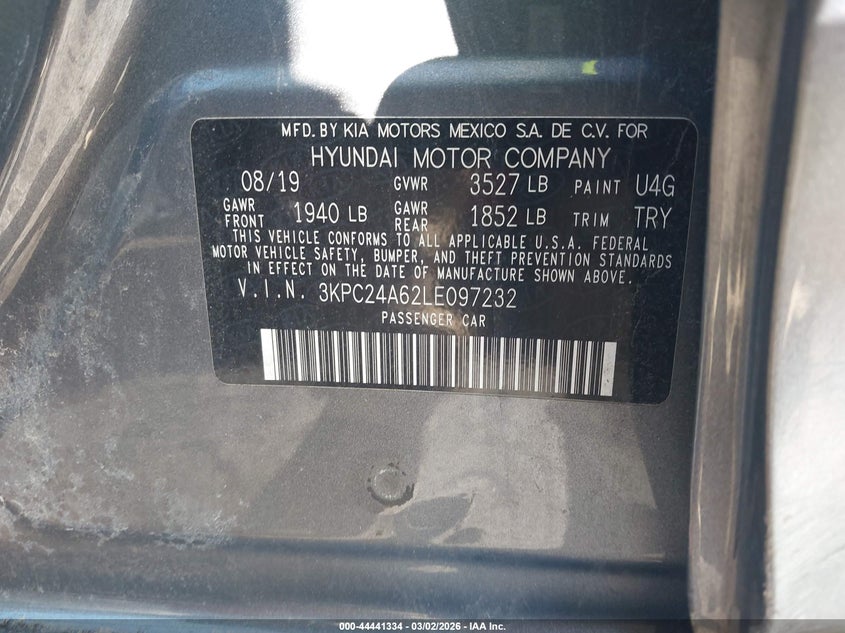 MFD. BY KIA MOTORS MEXICO S.A. DE C.V. FOR
HYUNDAI MOTOR COMPANY
08/19 GVWR 3527 LB PAINT U4G
GAWR FRONT 1940 LB GAWR REAR 1852 LB TRIM TRY
THIS VEHICLE CONFORMS TO ALL APPLICABLE U.S.A. FEDERAL
MOTOR VEHICLE SAFETY, BUMPER, AND THEFT PREVENTION STANDARDS
IN EFFECT ON THE DATE OF MANUFACTURE SHOWN ABOVE.
V.I.N. 3KPC24A62LE097232
PASSENGER CAR
000-44441334 | 03/02/2026 - IAA Inc.